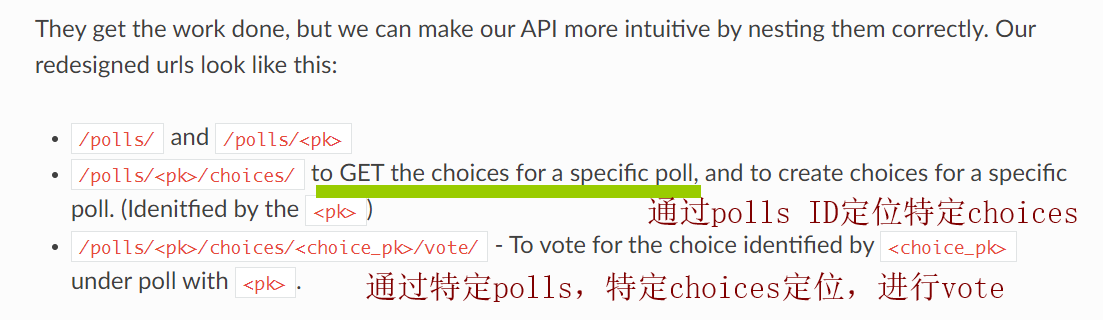 They get the work done, but we can make our API more intuitive by nesting them correctly. Our
redesigned urls look like this:
• /polls/ and /polls/<pk>
• /polls/<pk>/choices/ to GET the choices for a specific poll, and to create choices for a specific
poll. (Idenitfied by the <pk> )
通过polls ID定位特定choices
• /polls/<pk>/choices/<choice_pk>/vote/ - To vote for the choice identified by <choice_pk>
under poll with <pk> .
通过特定polls，特定choices定位，进行vote